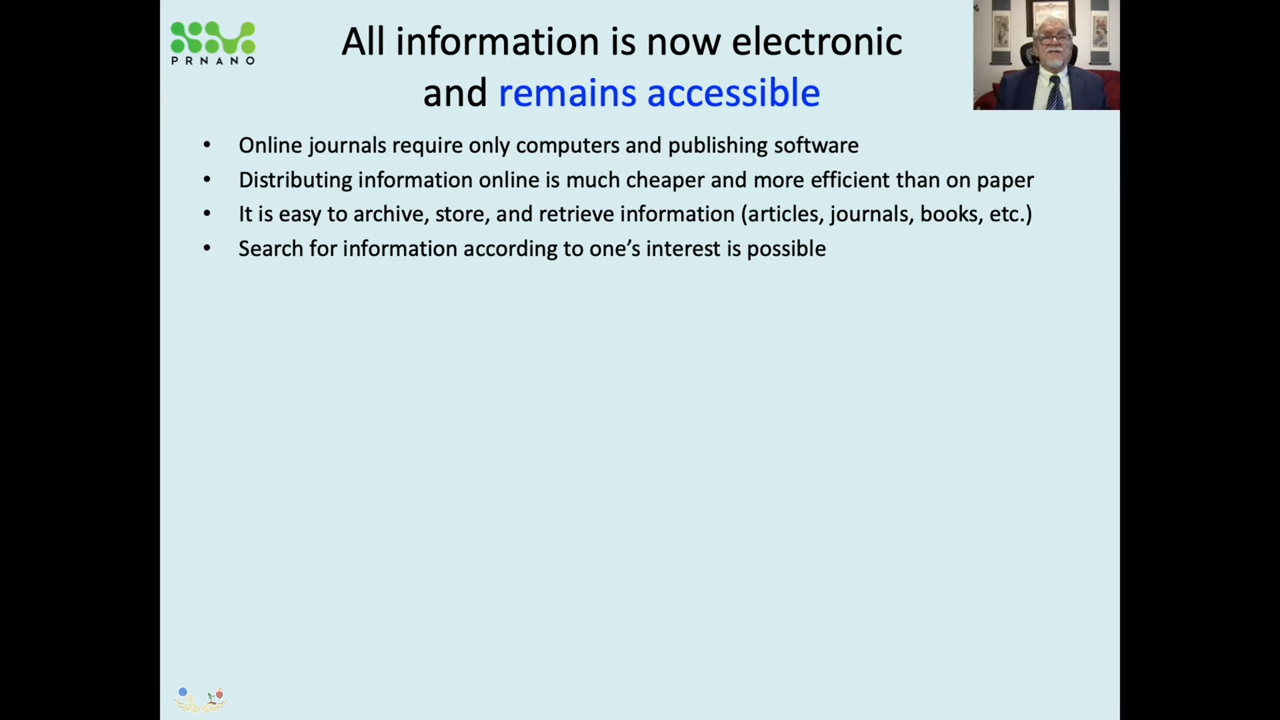 PRNANO
All information is now electronic
and remains accessible
• Online journals require only computers and publishing software
• Distributing information online is much cheaper and more efficient than on paper
• It is easy to archive, store, and retrieve information (articles, journals, books, etc.)
• Search for information according to one’s interest is possible